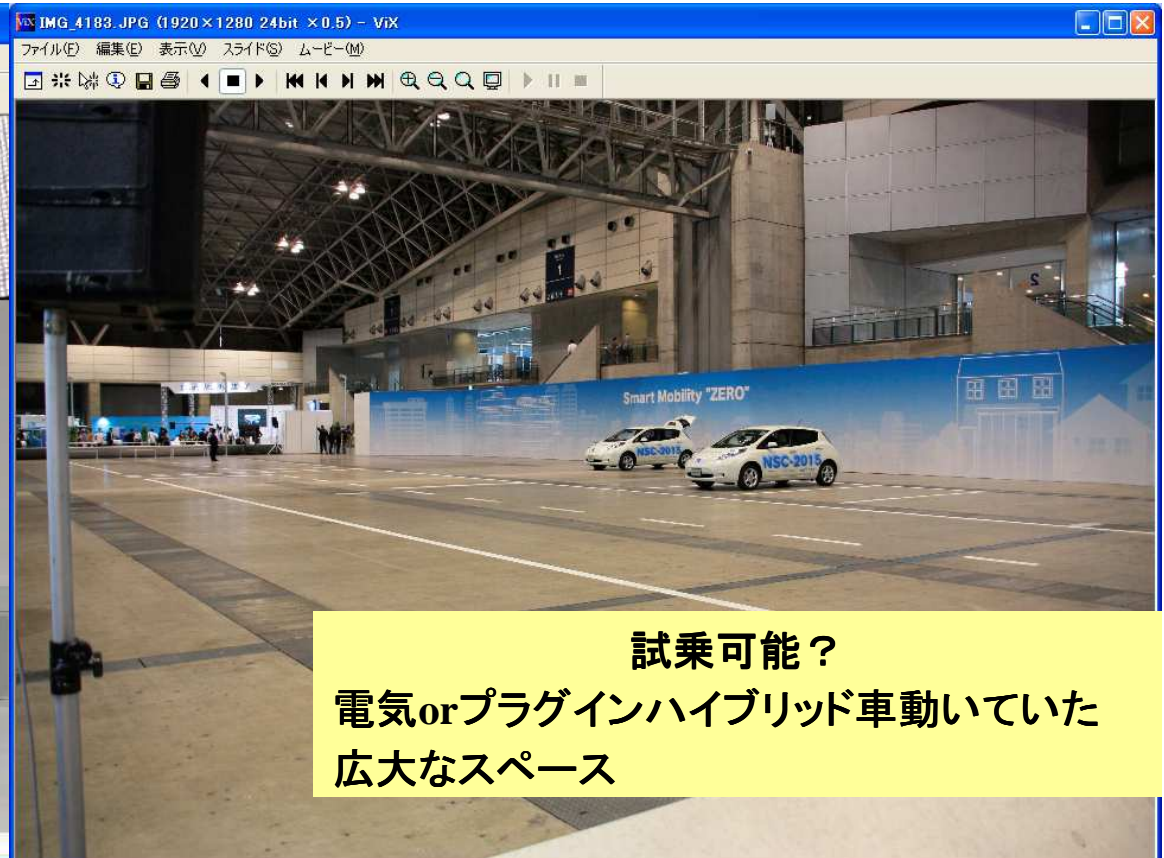 IMG_4183.JPG (1920×1280 24bit ×0.5) - ViX
ファイル(F) 編集(E) 表示(V) スライド(S) ムービー(M)
1
2
Smart Mobility "ZERO"
NSC-2015
NSC-2015
試乗可能？
電気orプラグインハイブリッド車動いていた
広大なスペース